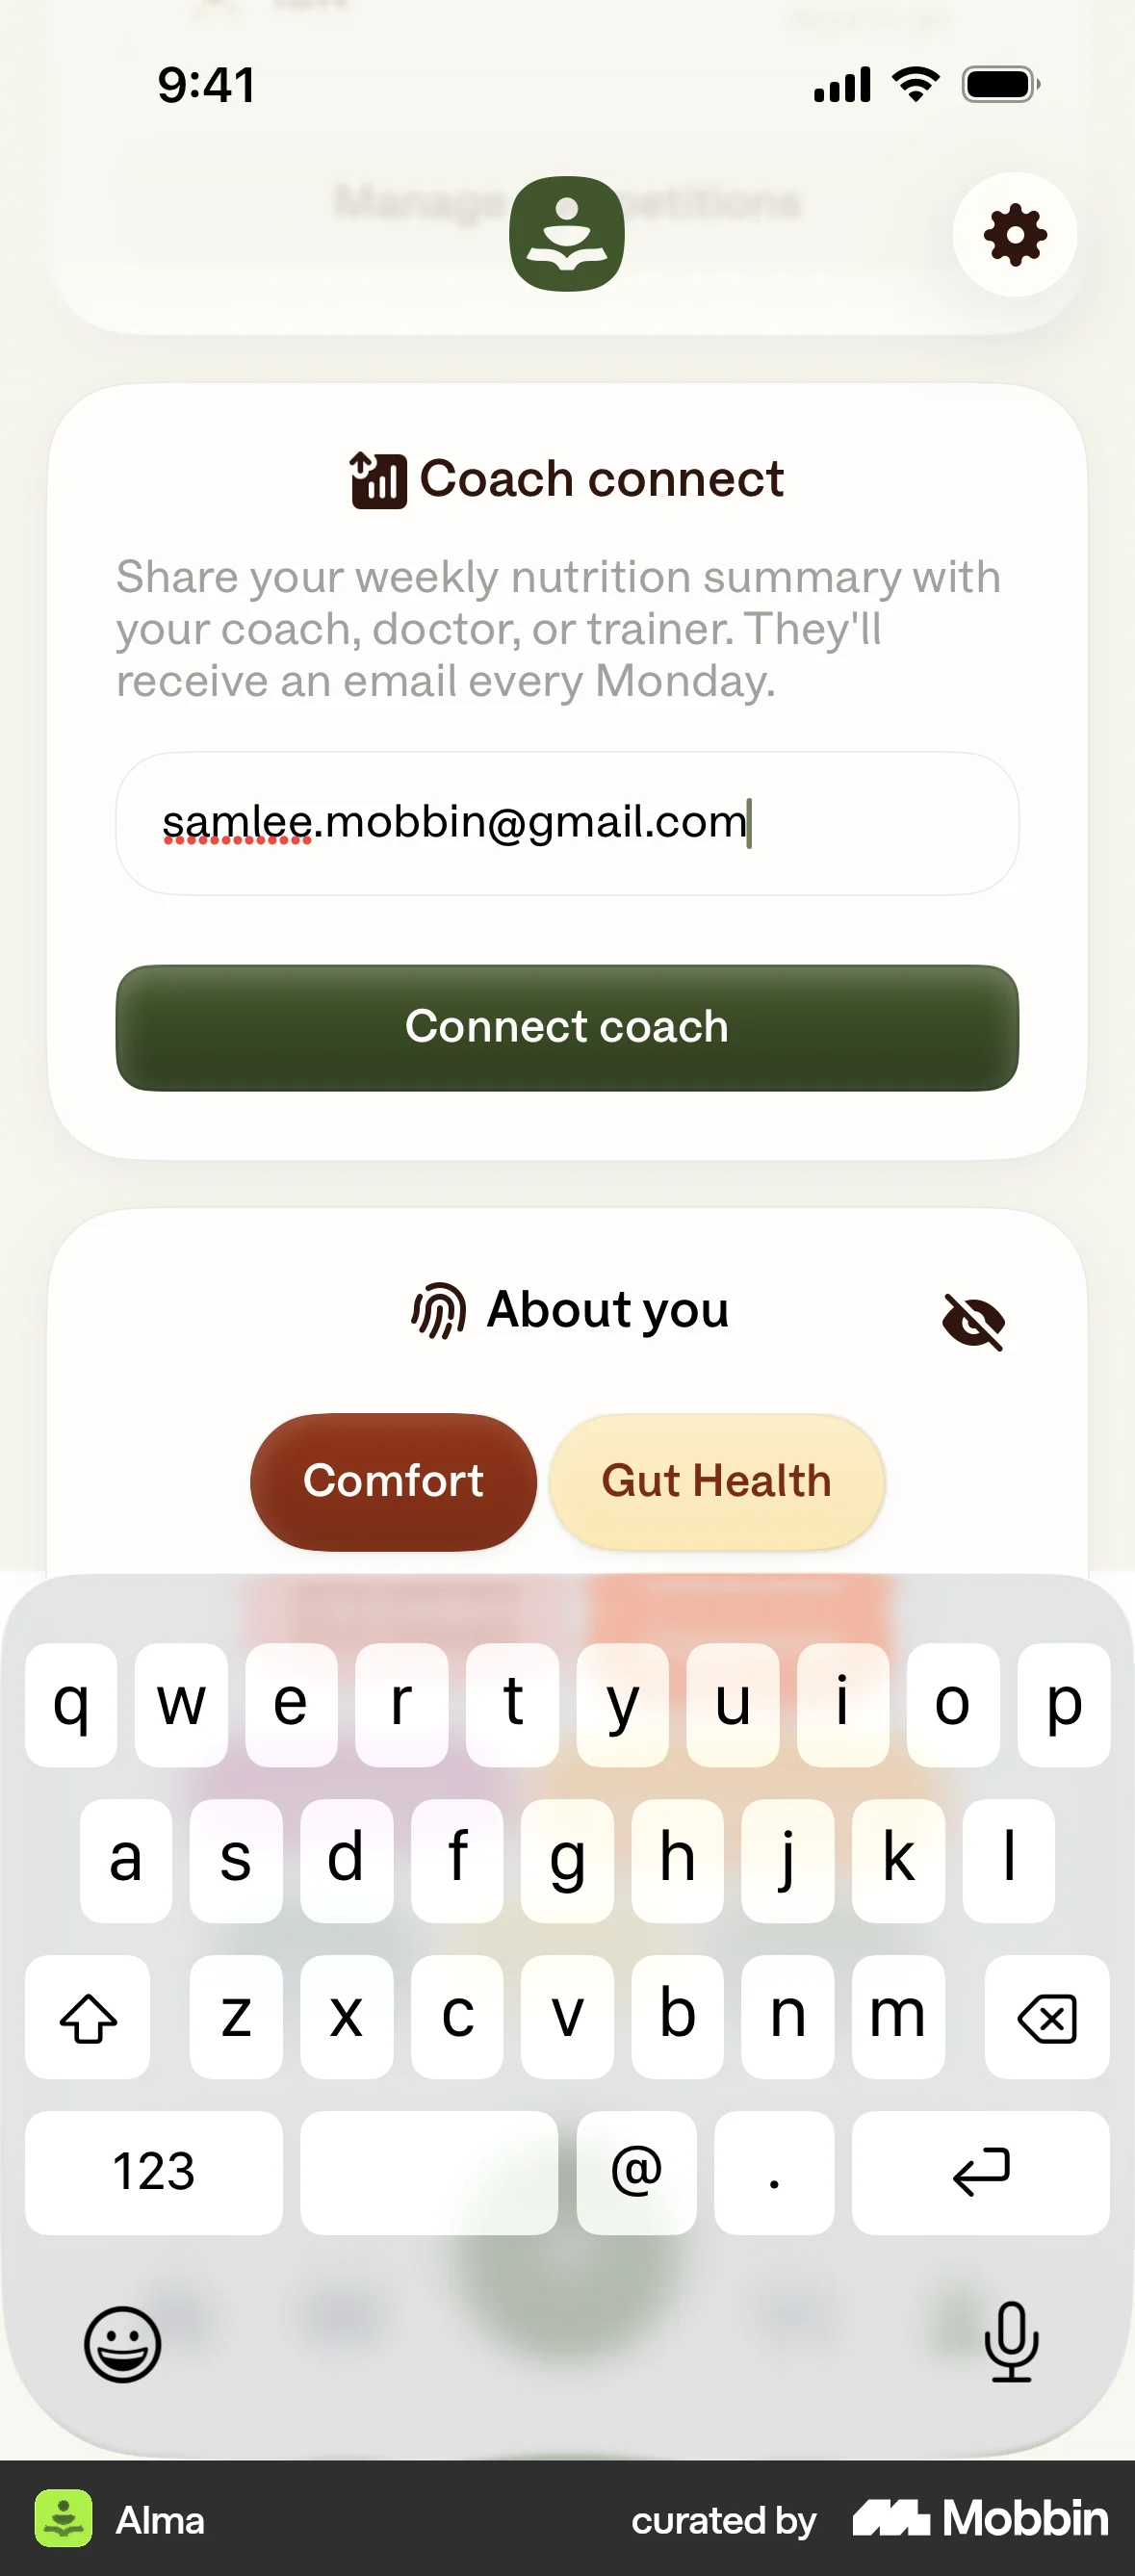 9:41
Manage
Coach connect
Share your weekly nutrition summary with
your coach, doctor, or trainer. They'll
receive an email every Monday.
samlee.mobbin@gmail.com
Connect coach
About you
Comfort
Gut Health
q w e r t y u i o p
a s d f g h j k l
z x c v b n m
123 @ .
Alma
curated by Mobbin